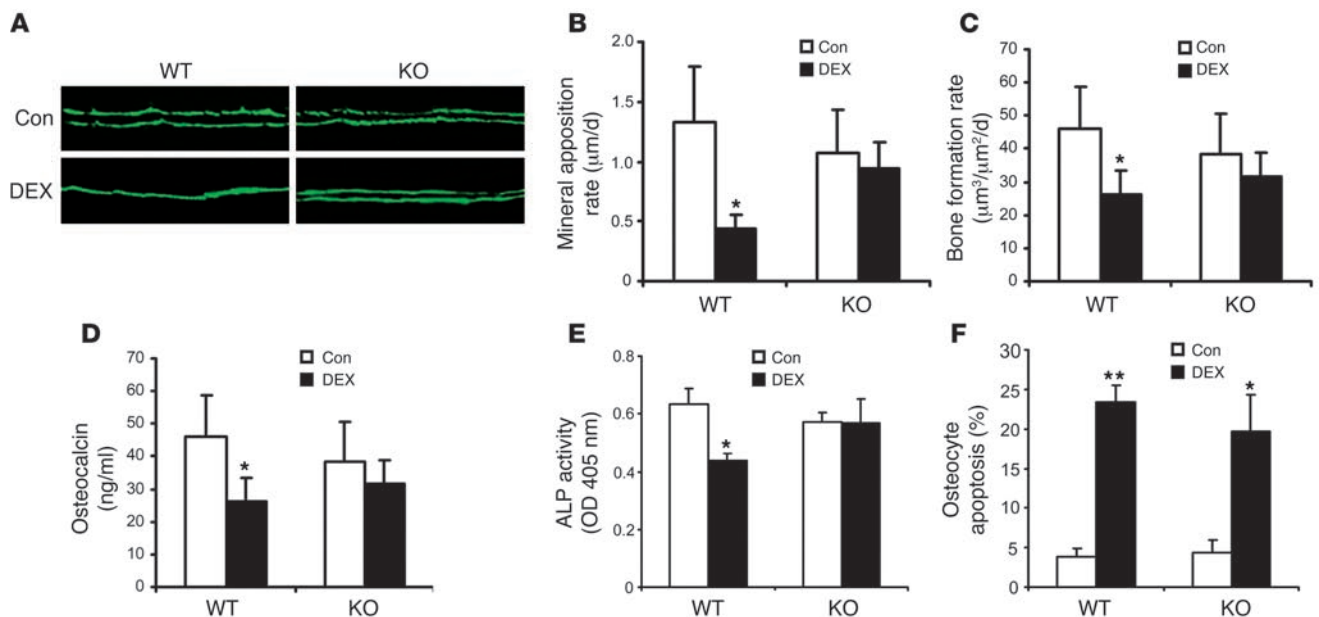 A
WT KO
Con
DEX
B
Mineral apposition
rate (μm/d)
2.0
1.5
1.0
0.5
0
Con
DEX
*
WT KO
C
Bone formation rate
(μm³/μm²/d)
70
60
50
40
30
20
10
0
Con
DEX
*
WT KO
D
Osteocalcin
(ng/ml)
70
60
50
40
30
20
10
0
Con
DEX
*
WT KO
E
ALP activity
(OD 405 nm)
0.8
0.6
0.4
0.2
0
Con
DEX
*
WT KO
F
Osteocyte
apoptosis (%)
30
25
20
15
10
5
0
Con
DEX
**
*
WT KO